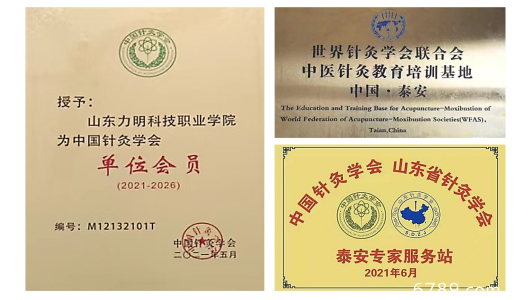 中国针灸学会
授予：
山东力明科技职业学院
为中国针灸学会
单位会员
(2021-2026)
编号：M12132101T
中国针灸学会
二〇二一年五月
世界针灸学会联合会
中医针灸教育培训基地
中国·泰安
The Education and Training Base for Acupuncture-Moxibustion of
World Federation of Acupuncture-Moxibustion Societies(WFAS),
Taian,China
中国针灸学会 山东省针灸学会
泰安专家服务站
2021年6月
6789.com